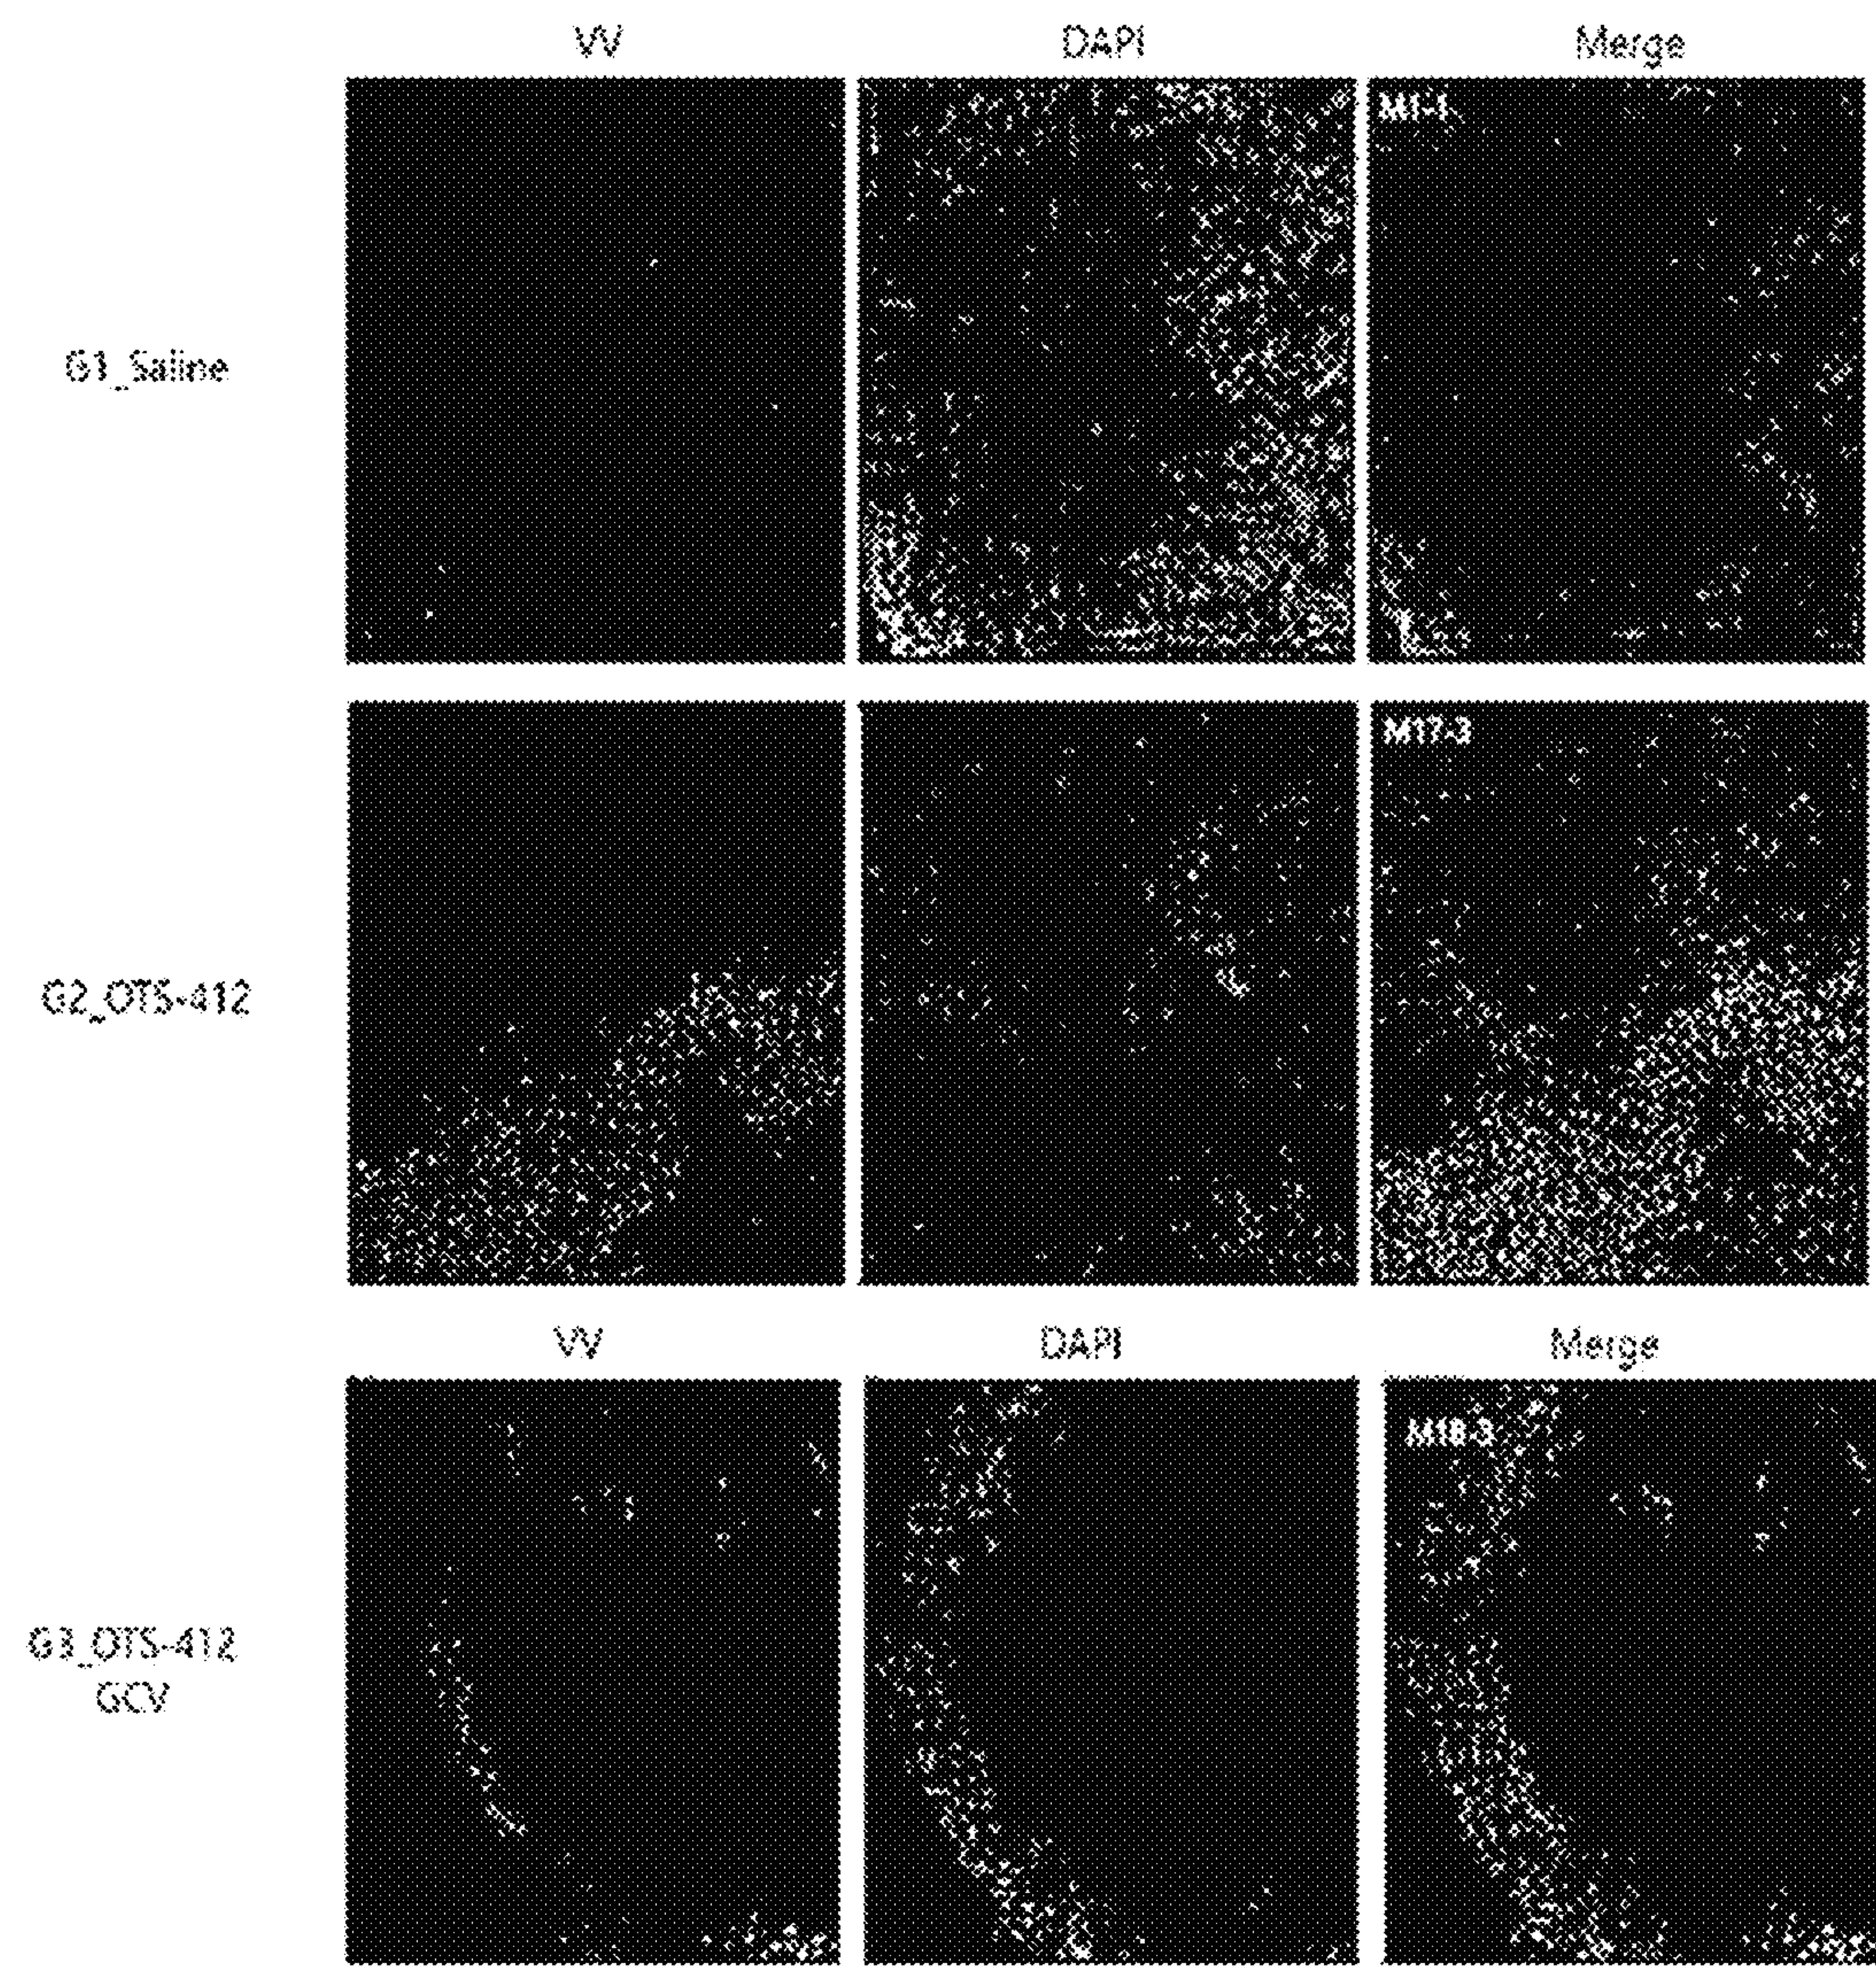 VV DAPI Merge
M1-1
G1_Saline
M17-3
G2_OTS-412
VV DAPI Merge
M18-3
G3_OTS-412
GCV